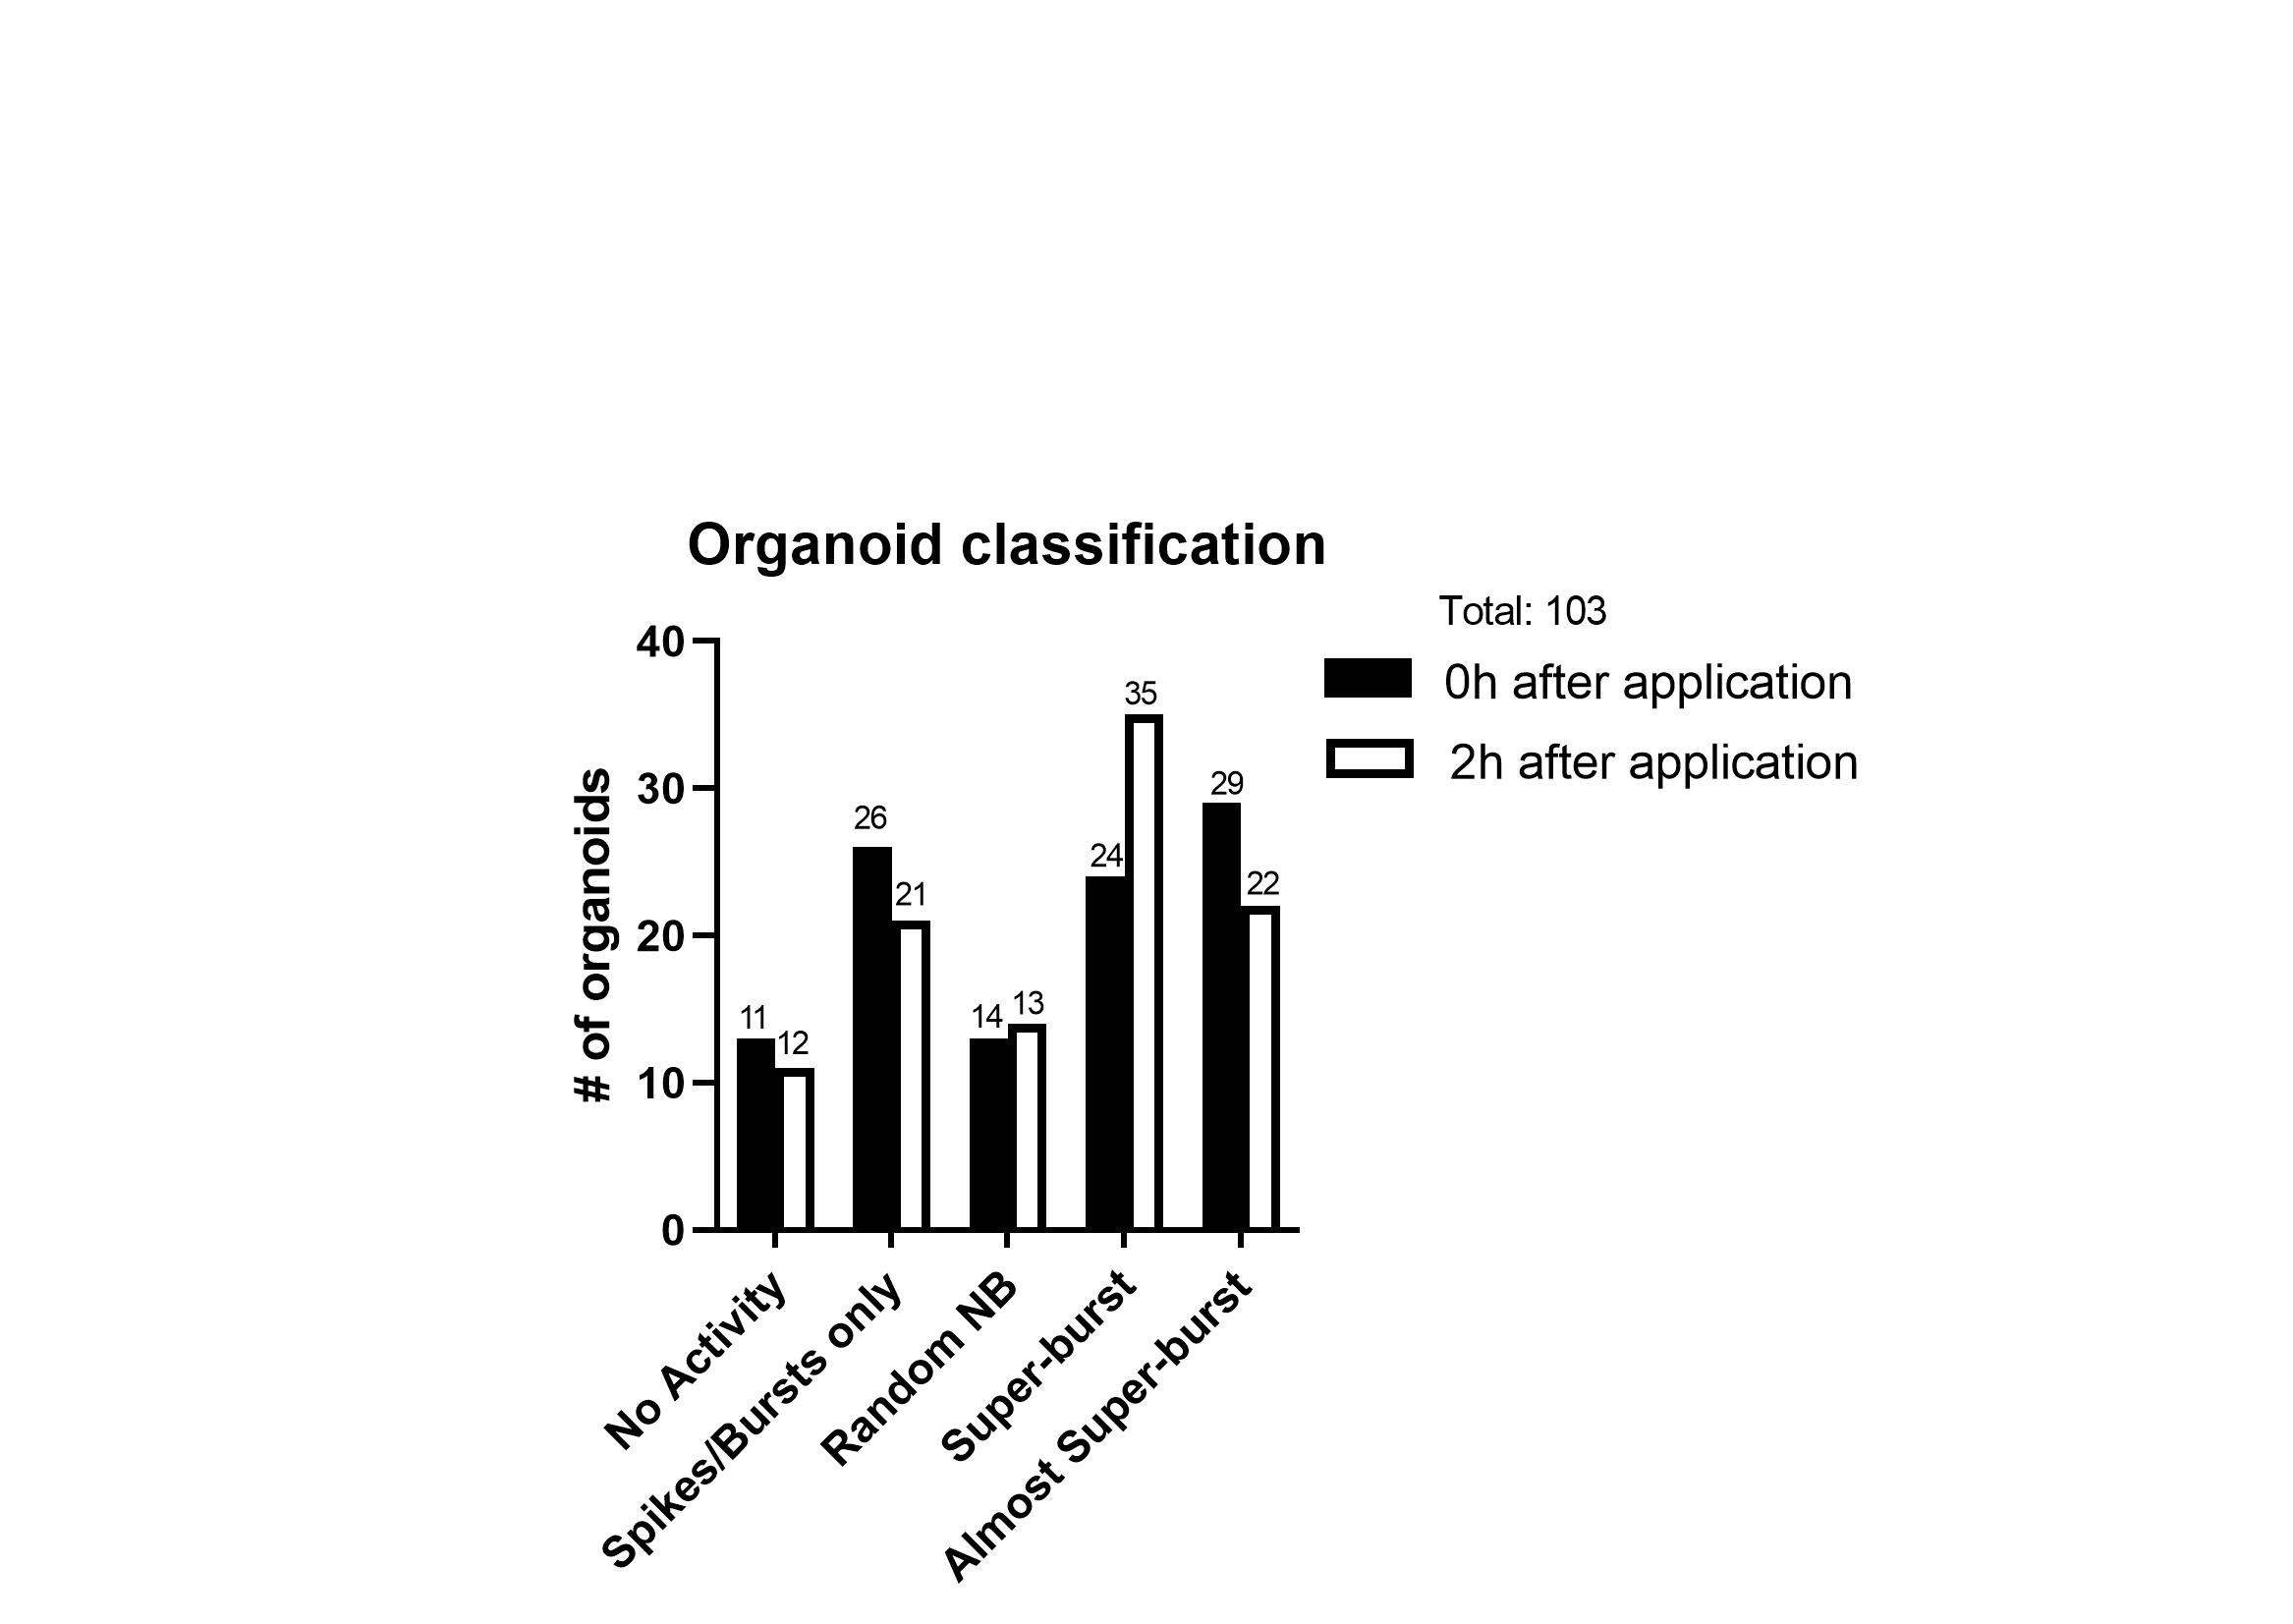 Organoid classification
Total: 103
0h after application
2h after application
# of organoids
40
30
20
10
0
11
12
26
21
14
13
24
35
29
22
No Activity
Spikes/Bursts only
Random NB
Super-burst
Almost Super-burst